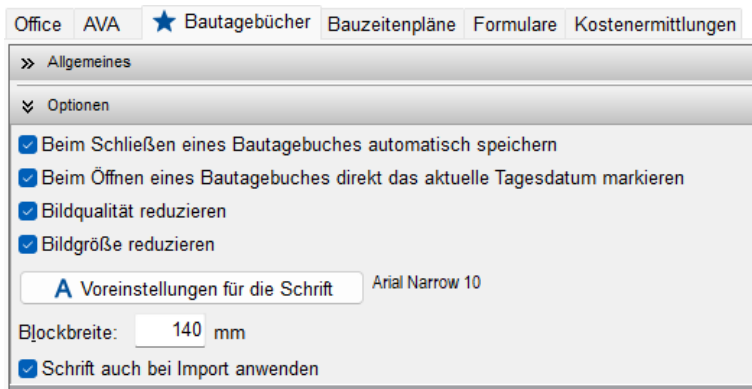 Office AVA Bautagebücher Bauzeitenpläne Formulare Kostenermittlungen
Allgemeines
Optionen
Beim Schließen eines Bautagebuches automatisch speichern
Beim Öffnen eines Bautagebuches direkt das aktuelle Tagesdatum markieren
Bildqualität reduzieren
Bildgröße reduzieren
A Voreinstellungen für die Schrift Arial Narrow 10
Blockbreite: 140 mm
Schrift auch bei Import anwenden